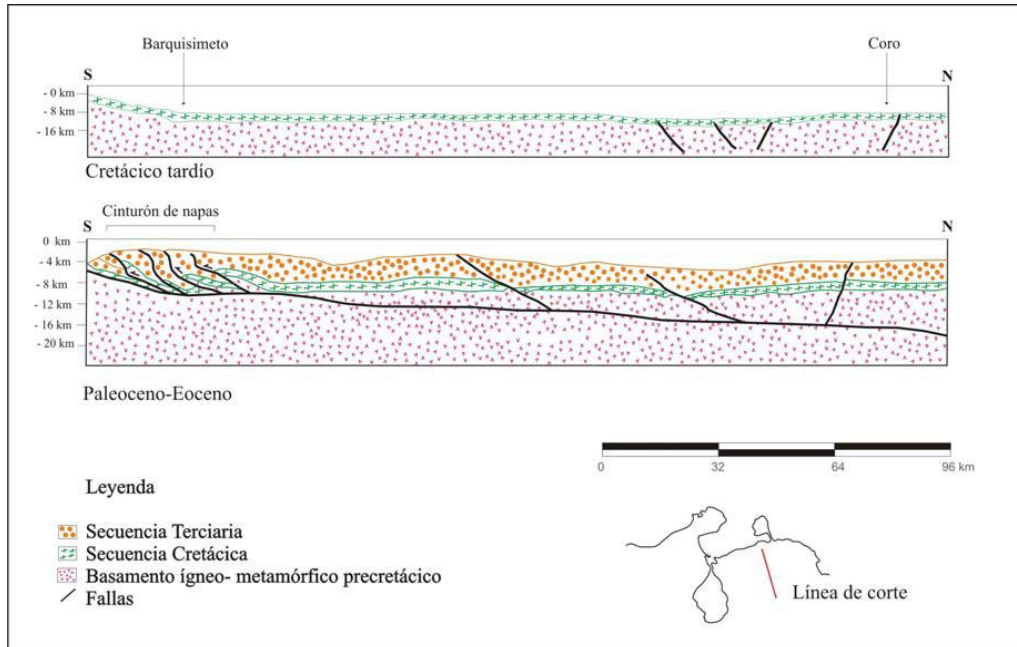 Barquisimeto
Coro
S
N
- 0 km
- 8 km
- 16 km
Cretácico tardío
Cinturón de napas
S
N
0 km
- 4 km
- 8 km
- 12 km
- 16 km
- 20 km
Paleoceno-Eoceno
0
32
64
96 km
Leyenda
Secuencia Terciaria
Secuencia Cretácica
Basamento ígneo- metamórfico precretácico
Fallas
Línea de corte